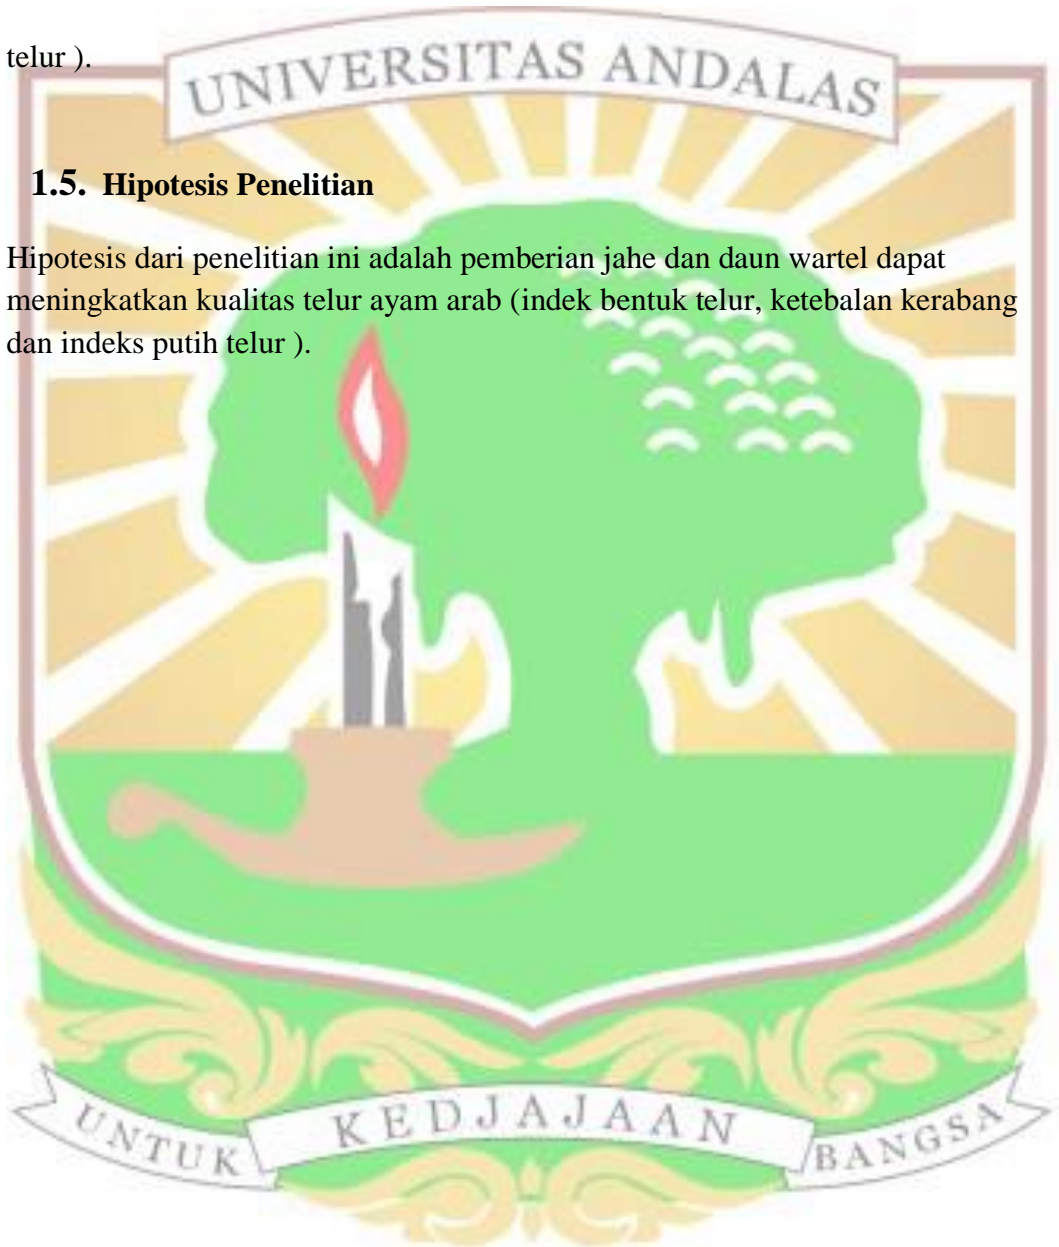 telur ).
UNIVERSITAS ANDALAS
1.5. Hipotesis Penelitian
Hipotesis dari penelitian ini adalah pemberian jahe dan daun wartel dapat
meningkatkan kualitas telur ayam arab (indek bentuk telur, ketebalan kerabang
dan indeks putih telur ).
UNTUK KEDJAJAAN BANGSA